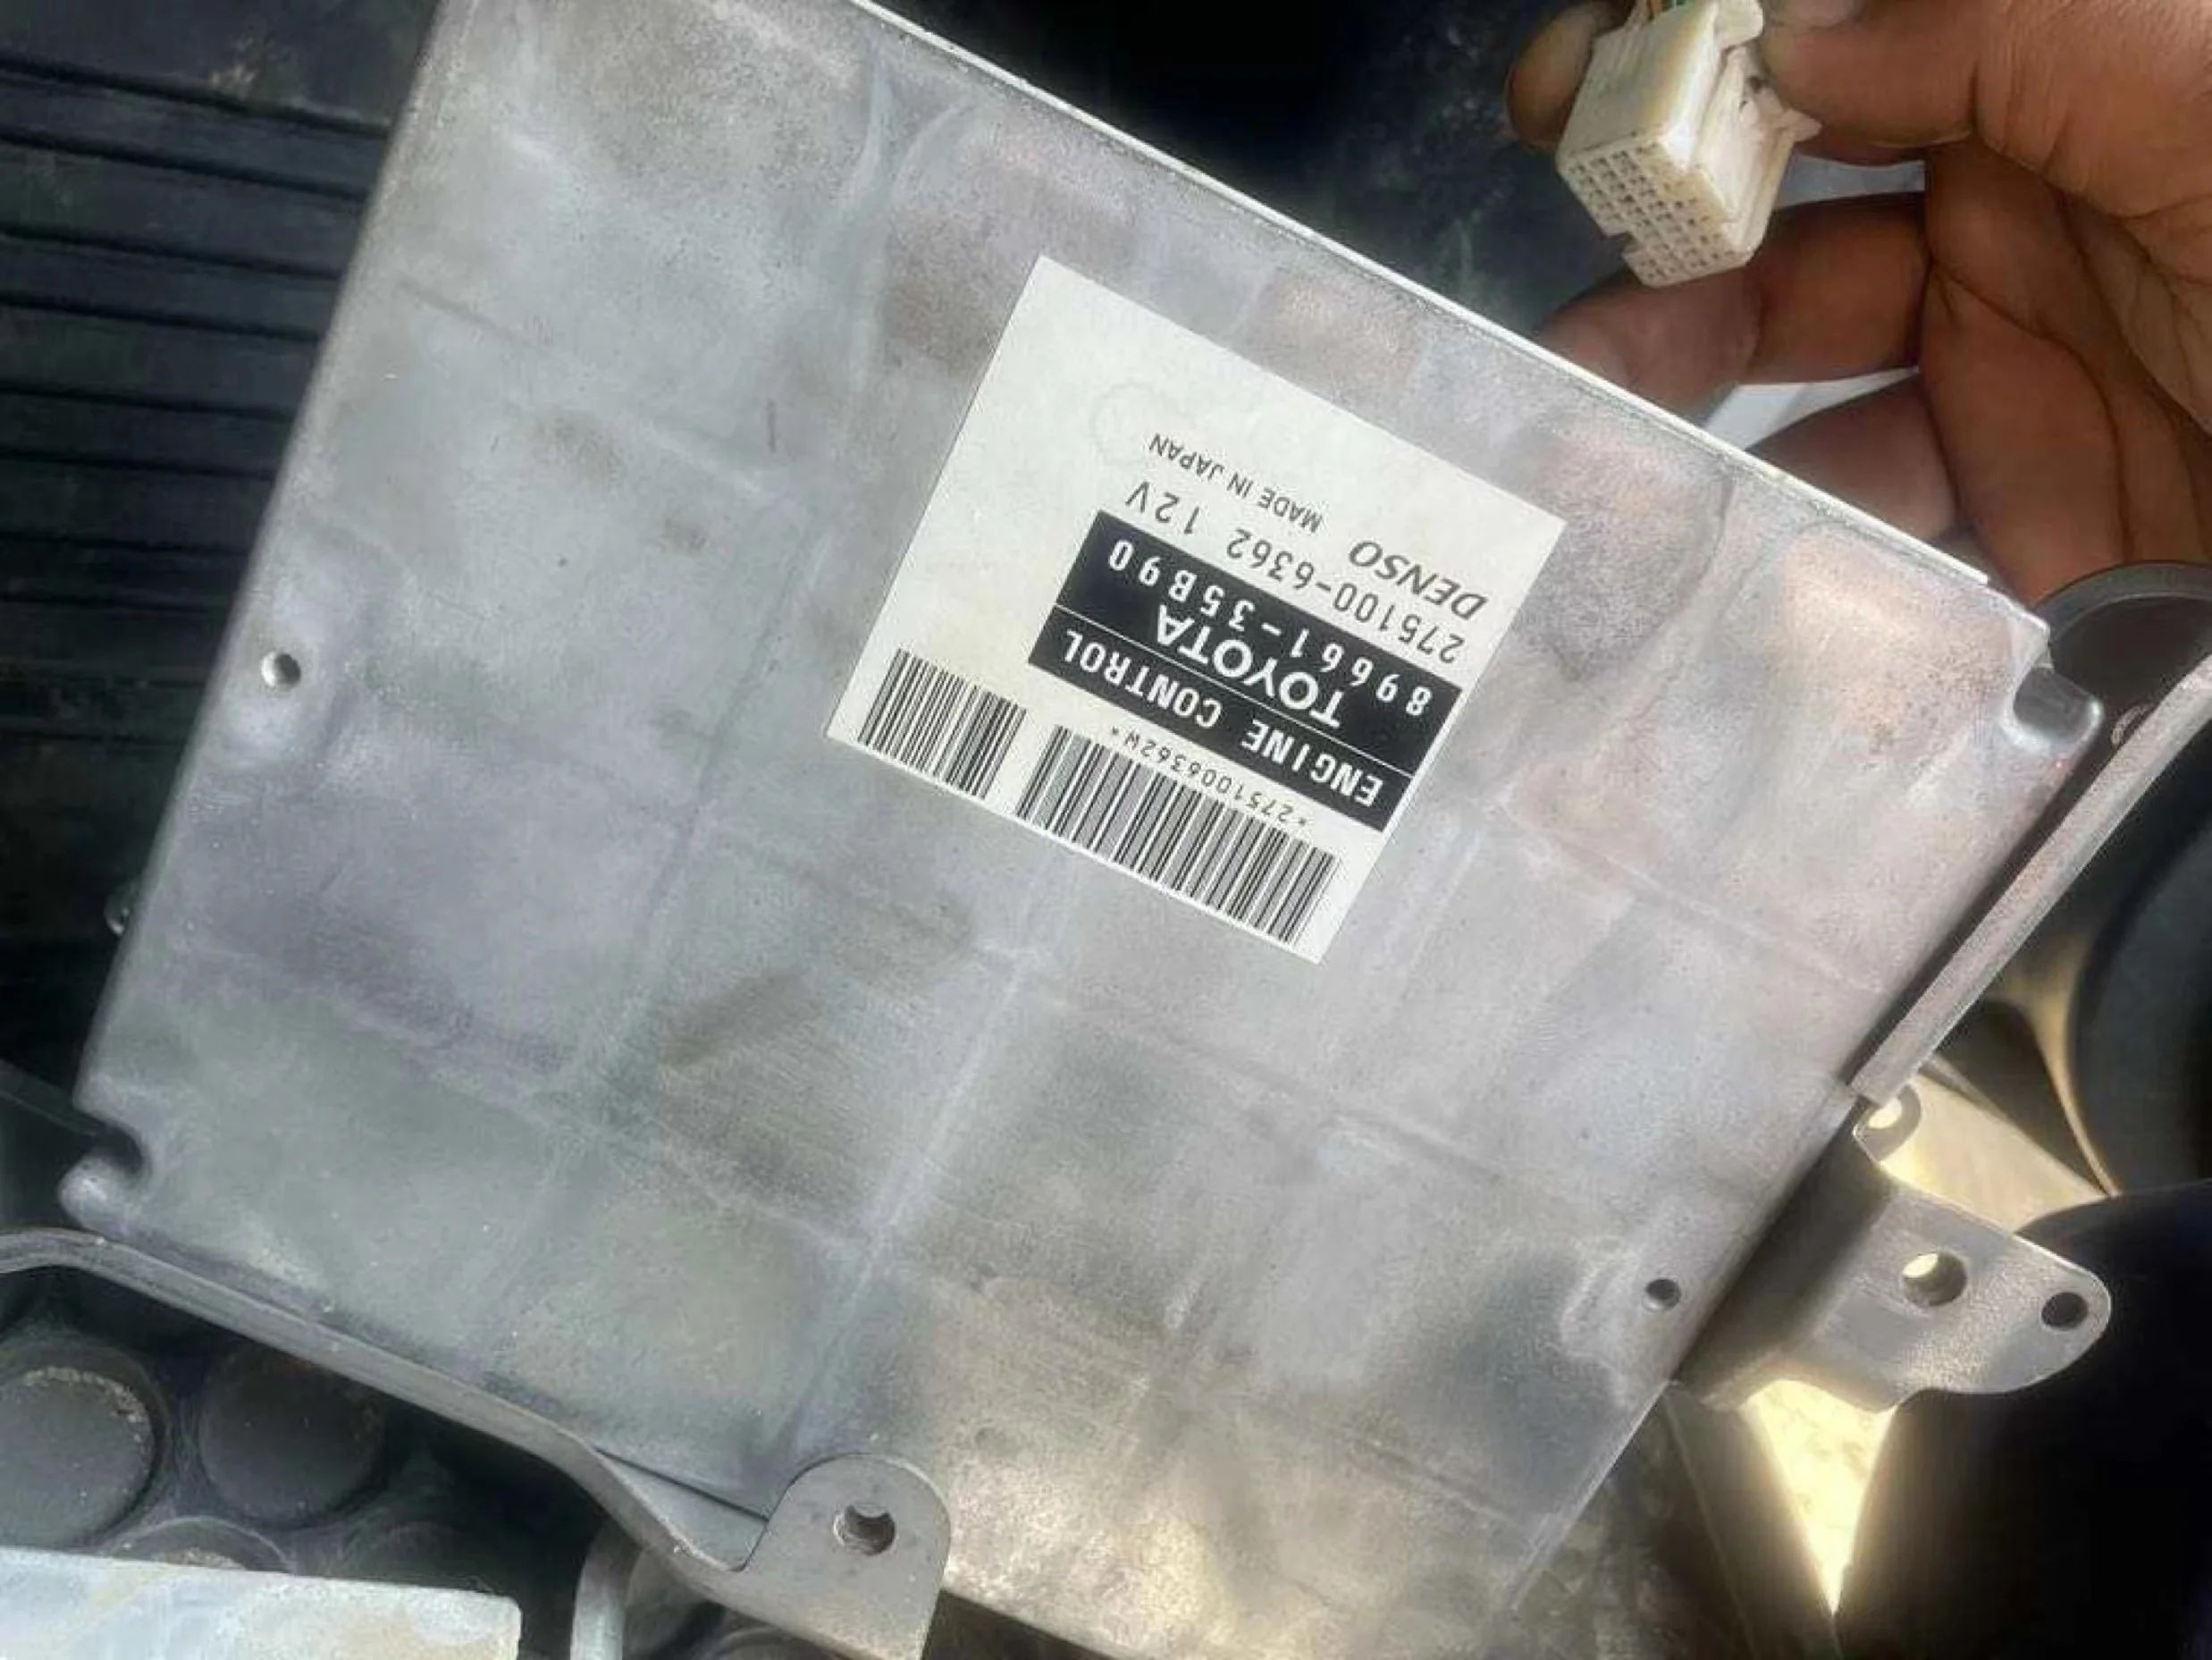 *2751006362W*
ENGINE CONTROL
TOYOTA
89661-35B90
275100-6362 12V
DENSO MADE IN JAPAN